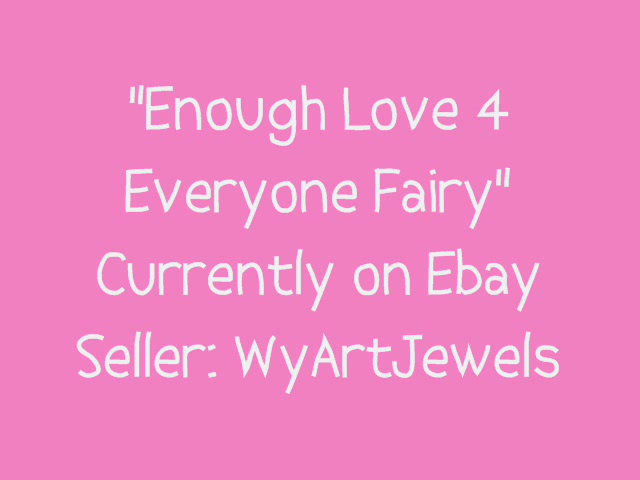 "Enough Love 4
Everyone Fairy"
Currently on Ebay
Seller: WyArtJewels